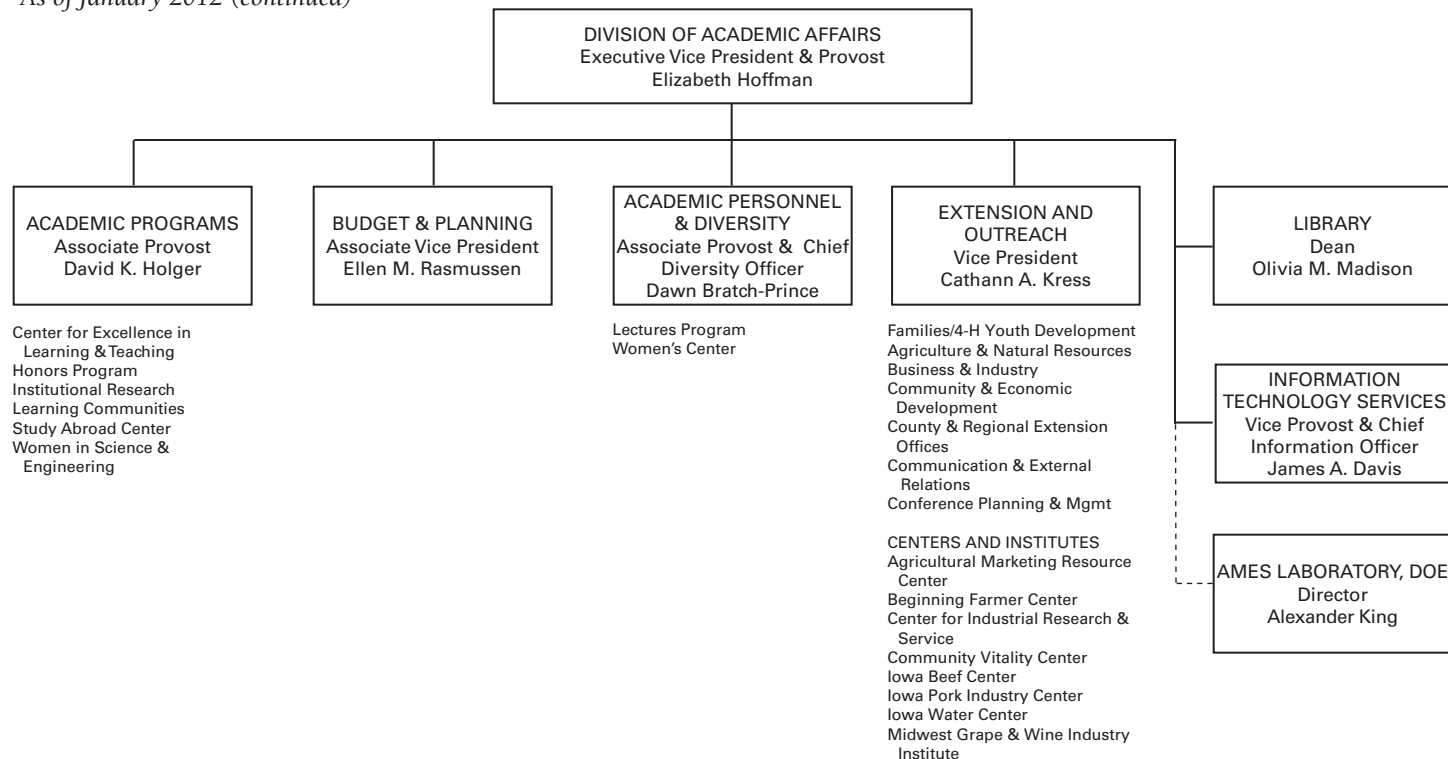 As of January 2012 (continued)
DIVISION OF ACADEMIC AFFAIRS
Executive Vice President & Provost
Elizabeth Hoffman
ACADEMIC PROGRAMS
Associate Provost
David K. Holger
BUDGET & PLANNING
Associate Vice President
Ellen M. Rasmussen
ACADEMIC PERSONNEL
& DIVERSITY
Associate Provost & Chief
Diversity Officer
Dawn Bratch-Prince
EXTENSION AND
OUTREACH
Vice President
Cathann A. Kress
LIBRARY
Dean
Olivia M. Madison
Center for Excellence in
Learning & Teaching
Honors Program
Institutional Research
Learning Communities
Study Abroad Center
Women in Science &
Engineering
Lectures Program
Women's Center
Families/4-H Youth Development
Agriculture & Natural Resources
Business & Industry
Community & Economic
Development
County & Regional Extension
Offices
Communication & External
Relations
Conference Planning & Mgmt
CENTERS AND INSTITUTES
Agricultural Marketing Resource
Center
Beginning Farmer Center
Center for Industrial Research &
Service
Community Vitality Center
Iowa Beef Center
Iowa Pork Industry Center
Iowa Water Center
Midwest Grape & Wine Industry
Institute
INFORMATION
TECHNOLOGY SERVICES
Vice Provost & Chief
Information Officer
James A. Davis
AMES LABORATORY, DOE
Director
Alexander King